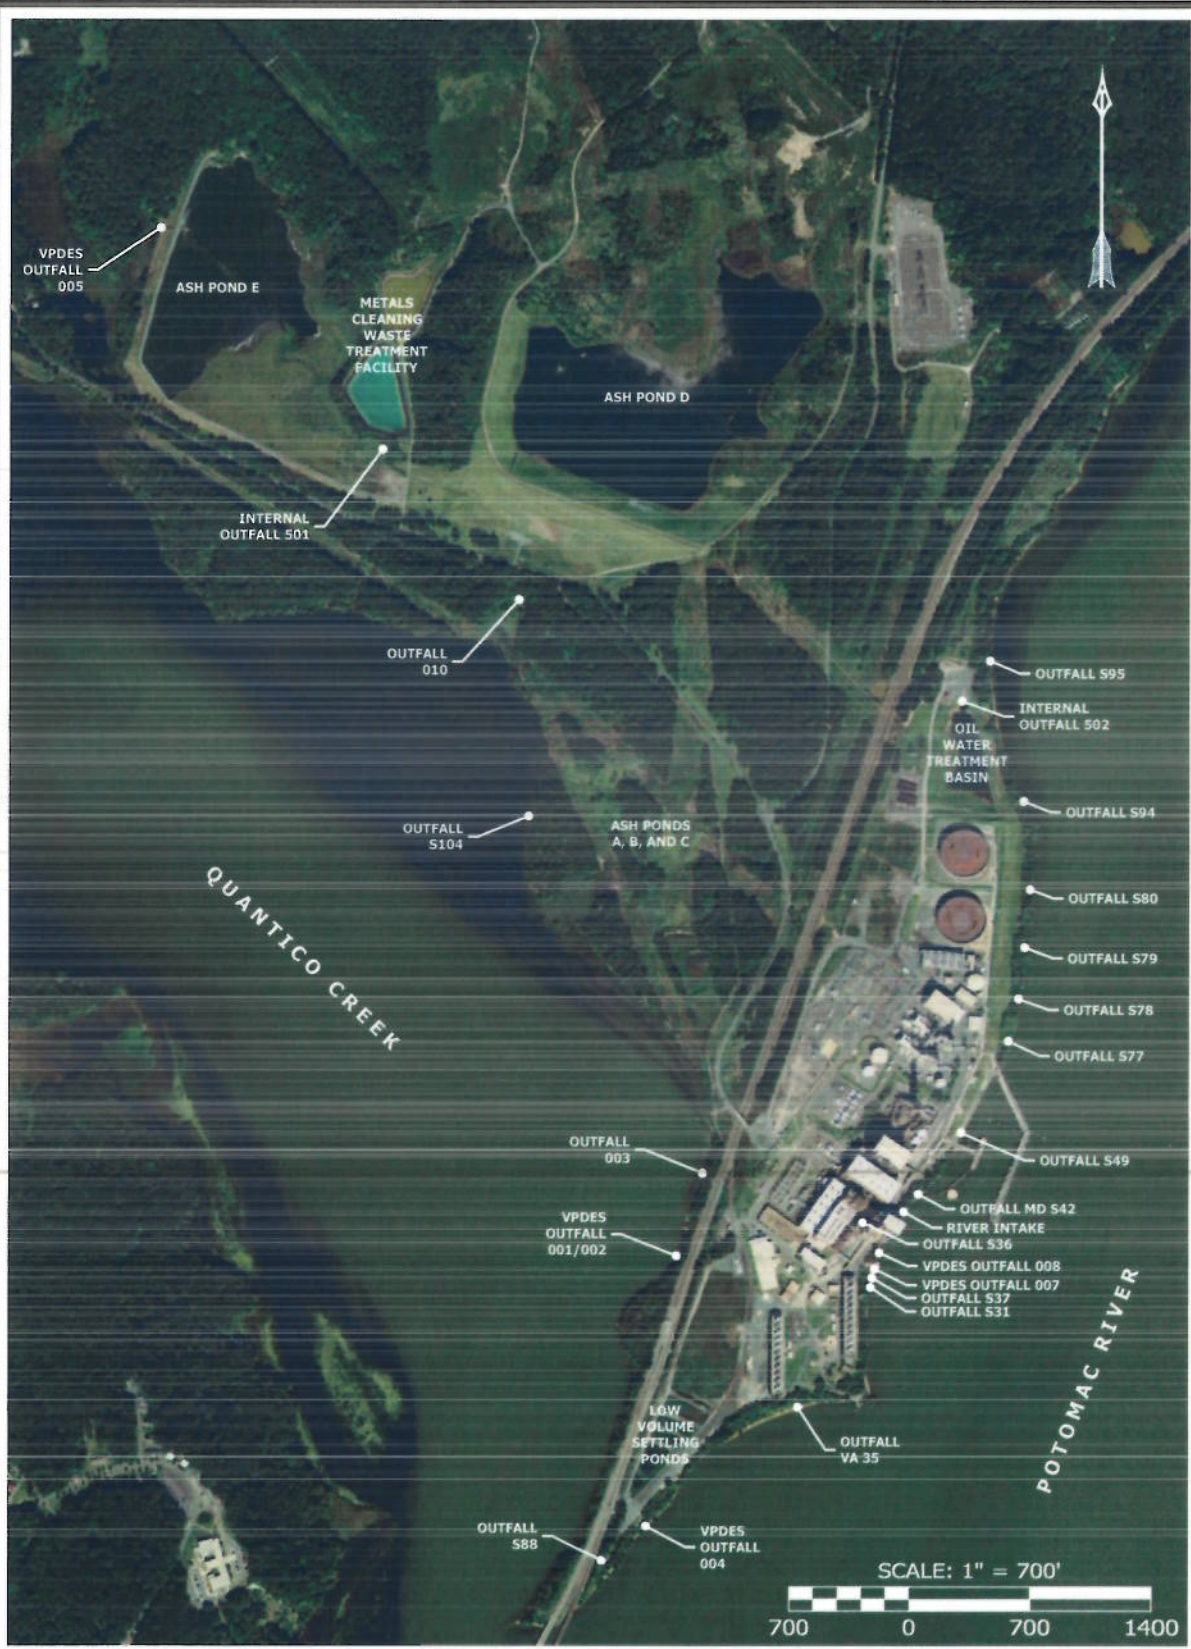 VPDES
OUTFALL
005
ASH POND E
METALS
CLEANING
WASTE
TREATMENT
FACILITY
ASH POND D
INTERNAL
OUTFALL 501
OUTFALL
010
OUTFALL S95
INTERNAL
OUTFALL 502
OIL
WATER
TREATMENT
BASIN
OUTFALL S94
OUTFALL
S104
ASH PONDS
A, B, AND C
QUANTICO CREEK
OUTFALL S80
OUTFALL S79
OUTFALL S78
OUTFALL S77
OUTFALL
003
OUTFALL S49
VPDES
OUTFALL
001/002
OUTFALL MD S42
RIVER INTAKE
OUTFALL S36
VPDES OUTFALL 008
VPDES OUTFALL 007
OUTFALL S37
OUTFALL S31
POTOMAC RIVER
LOW
VOLUME
SETTLING
PONDS
OUTFALL
VA 35
OUTFALL
S88
VPDES
OUTFALL
004
SCALE: 1" = 700'
700 0 700 1400